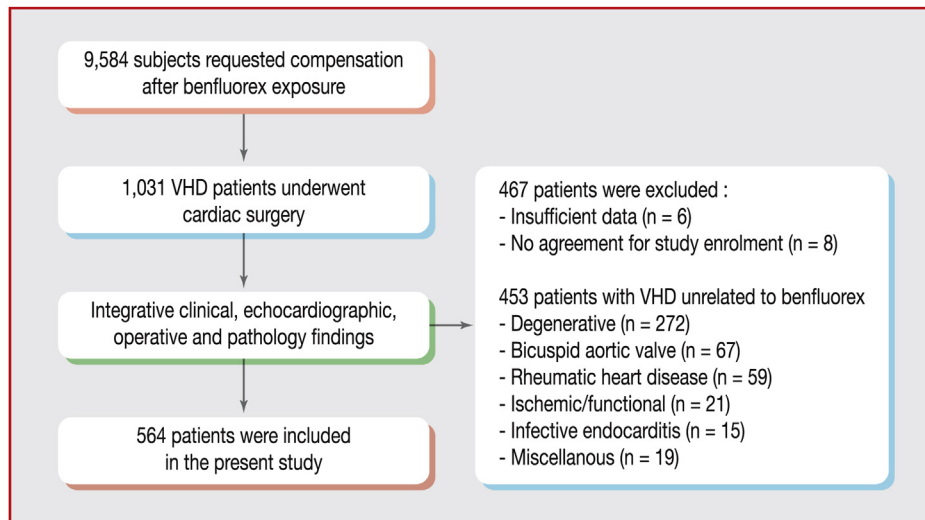 9,584 subjects requested compensation
after benfluorex exposure
1,031 VHD patients underwent
cardiac surgery
Integrative clinical, echocardiographic,
operative and pathology findings
564 patients were included
in the present study
467 patients were excluded :
- Insufficient data (n = 6)
- No agreement for study enrolment (n = 8)
453 patients with VHD unrelated to benfluorex
- Degenerative (n = 272)
- Bicuspid aortic valve (n = 67)
- Rheumatic heart disease (n = 59)
- Ischemic/functional (n = 21)
- Infective endocarditis (n = 15)
- Miscellanous (n = 19)